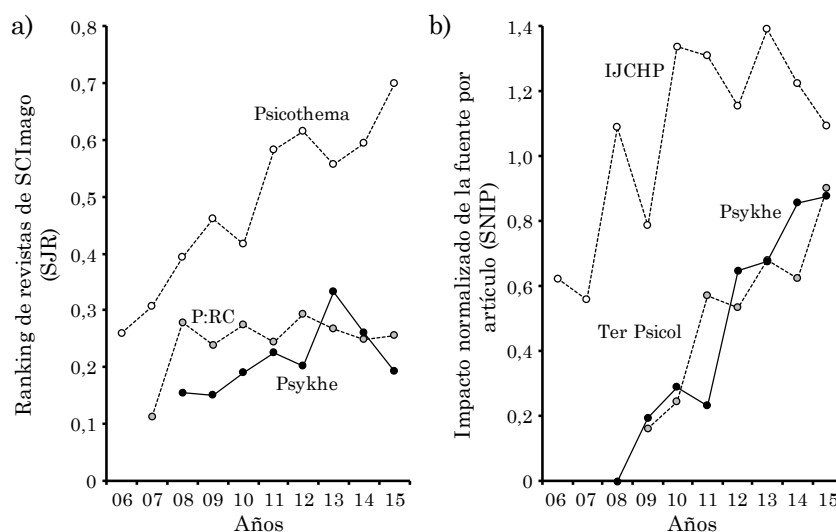 a)
Ranking de revistas de SCImago
(SJR)
0,8
0,7
0,6
0,5
0,4
0,3
0,2
0,1
0
Psicothema
P:RC
Psykhe
06 07 08 09 10 11 12 13 14 15
Años
b)
Impacto normalizado de la fuente por
artículo (SNIP)
1,4
1,2
1,0
0,8
0,6
0,4
0,2
0
IJCHP
Psykhe
Ter Psicol
06 07 08 09 10 11 12 13 14 15
Años